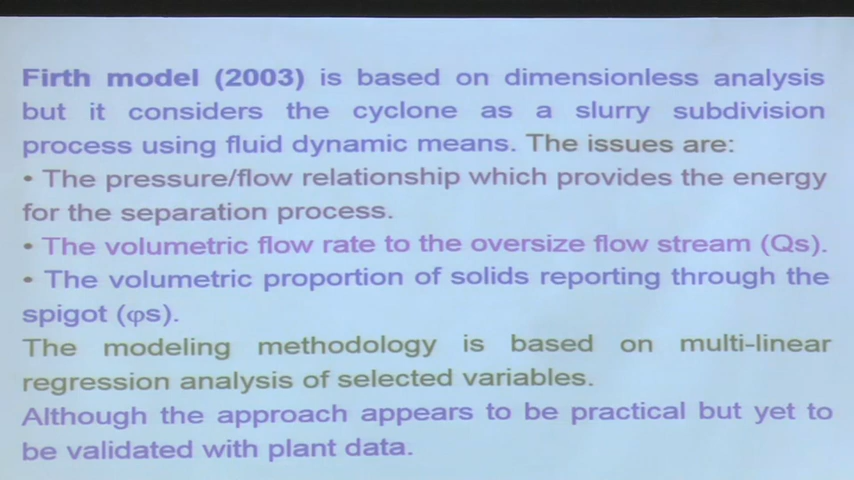 Firth model (2003) is based on dimensionless analysis
but it considers the cyclone as a slurry subdivision
process using fluid dynamic means. The issues are:
• The pressure/flow relationship which provides the energy
for the separation process.
• The volumetric flow rate to the oversize flow stream (Qs).
• The volumetric proportion of solids reporting through the
spigot (φs).
The modeling methodology is based on multi-linear
regression analysis of selected variables.
Although the approach appears to be practical but yet to
be validated with plant data.